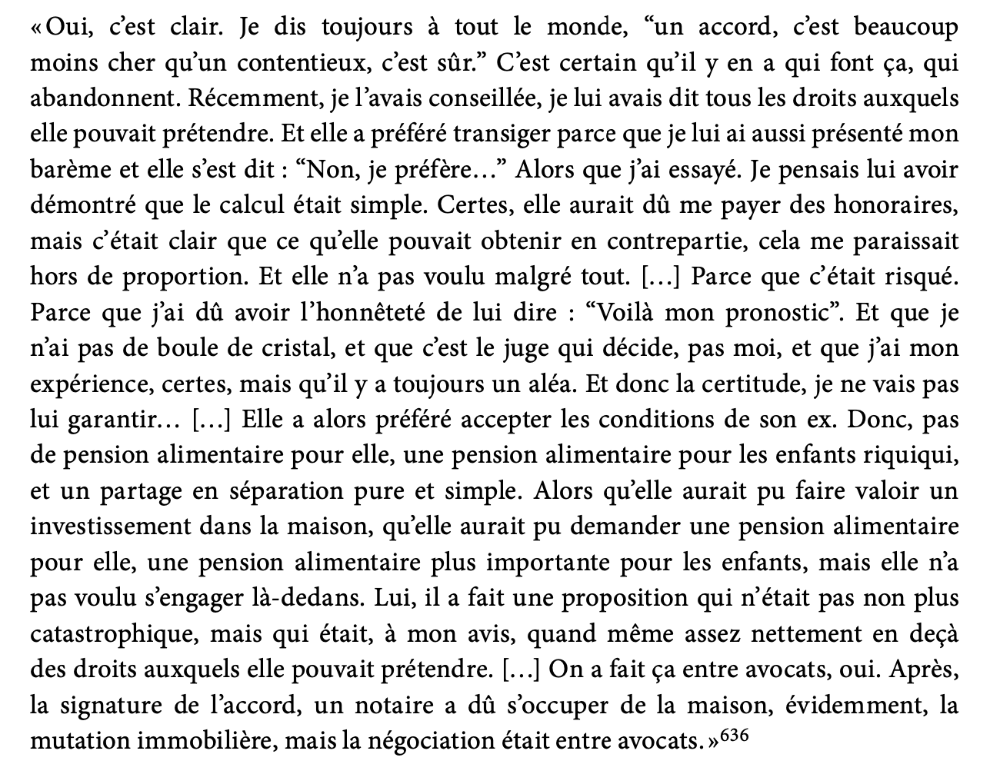 « Oui, c’est clair. Je dis toujours à tout le monde, “un accord, c’est beaucoup
moins cher qu’un contentieux, c’est sûr.” C’est certain qu’il y en a qui font ça, qui
abandonnent. Récemment, je l’avais conseillée, je lui avais dit tous les droits auxquels
elle pouvait prétendre. Et elle a préféré transiger parce que je lui ai aussi présenté mon
barème et elle s’est dit : “Non, je préfère…” Alors que j’ai essayé. Je pensais lui avoir
démontré que le calcul était simple. Certes, elle aurait dû me payer des honoraires,
mais c’était clair que ce qu’elle pouvait obtenir en contrepartie, cela me paraissait
hors de proportion. Et elle n’a pas voulu malgré tout. […] Parce que c’était risqué.
Parce que j’ai dû avoir l’honnêteté de lui dire : “Voilà mon pronostic”. Et que je
n’ai pas de boule de cristal, et que c’est le juge qui décide, pas moi, et que j’ai mon
expérience, certes, mais qu’il y a toujours un aléa. Et donc la certitude, je ne vais pas
lui garantir… […] Elle a alors préféré accepter les conditions de son ex. Donc, pas
de pension alimentaire pour elle, une pension alimentaire pour les enfants riquiqui,
et un partage en séparation pure et simple. Alors qu’elle aurait pu faire valoir un
investissement dans la maison, qu’elle aurait pu demander une pension alimentaire
pour elle, une pension alimentaire plus importante pour les enfants, mais elle n’a
pas voulu s’engager là-dedans. Lui, il a fait une proposition qui n’était pas non plus
catastrophique, mais qui était, à mon avis, quand même assez nettement en deçà
des droits auxquels elle pouvait prétendre. […] On a fait ça entre avocats, oui. Après,
la signature de l’accord, un notaire a dû s’occuper de la maison, évidemment, la
mutation immobilière, mais la négociation était entre avocats. »636